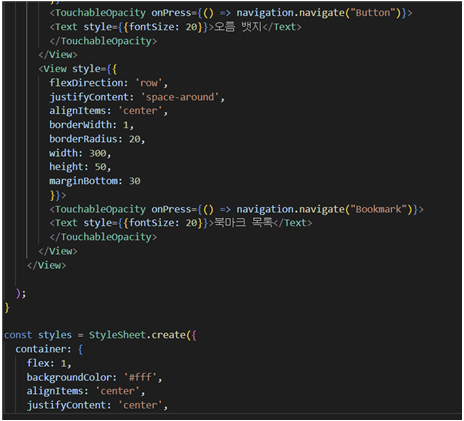 }}>
<TouchableOpacity onPress={() => navigation.navigate("Button")}>
<Text style={{fontSize: 20}}>오름 뱃지</Text>
</TouchableOpacity>
</View>
<View style={{
flexDirection: 'row',
justifyContent: 'space-around',
alignItems: 'center',
borderWidth: 1,
borderRadius: 20,
width: 300,
height: 50,
marginBottom: 30
}}>
<TouchableOpacity onPress={() => navigation.navigate("Bookmark")}>
<Text style={{fontSize: 20}}>북마크 목록</Text>
</TouchableOpacity>
</View>
</View>
);
}
const styles = StyleSheet.create({
container: {
flex: 1,
backgroundColor: '#fff',
alignItems: 'center',
justifyContent: 'center',